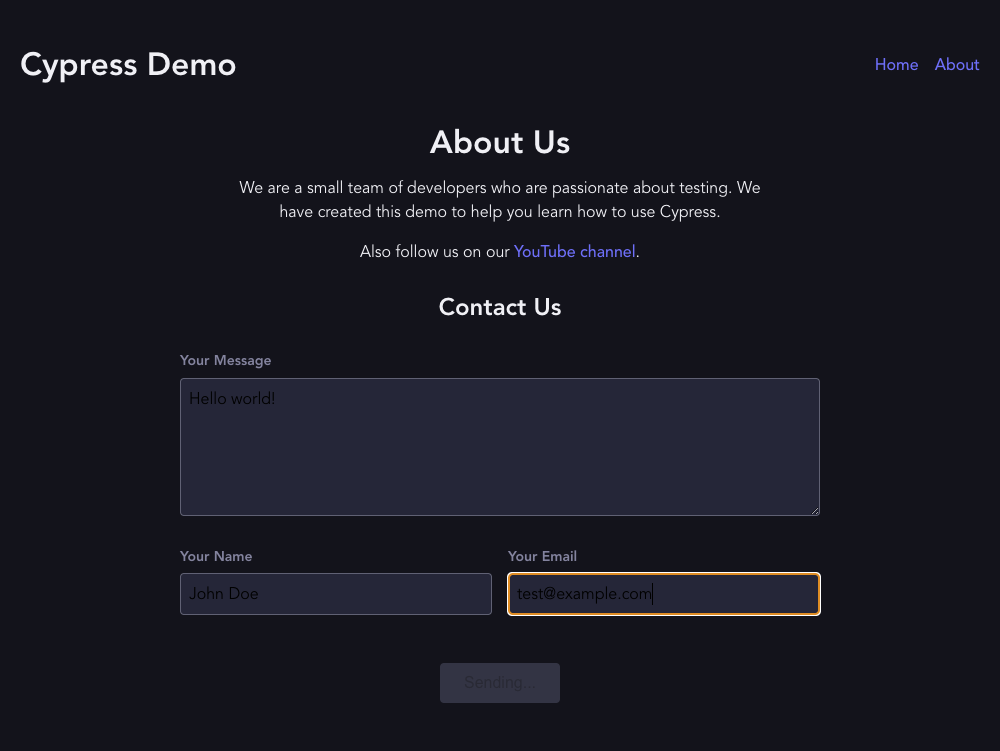 Cypress Demo
Home About
About Us
We are a small team of developers who are passionate about testing. We
have created this demo to help you learn how to use Cypress.
Also follow us on our YouTube channel.
Contact Us
Your Message
Hello world!
Your Name
Your Email
John Doe
test@example.com
Sending...